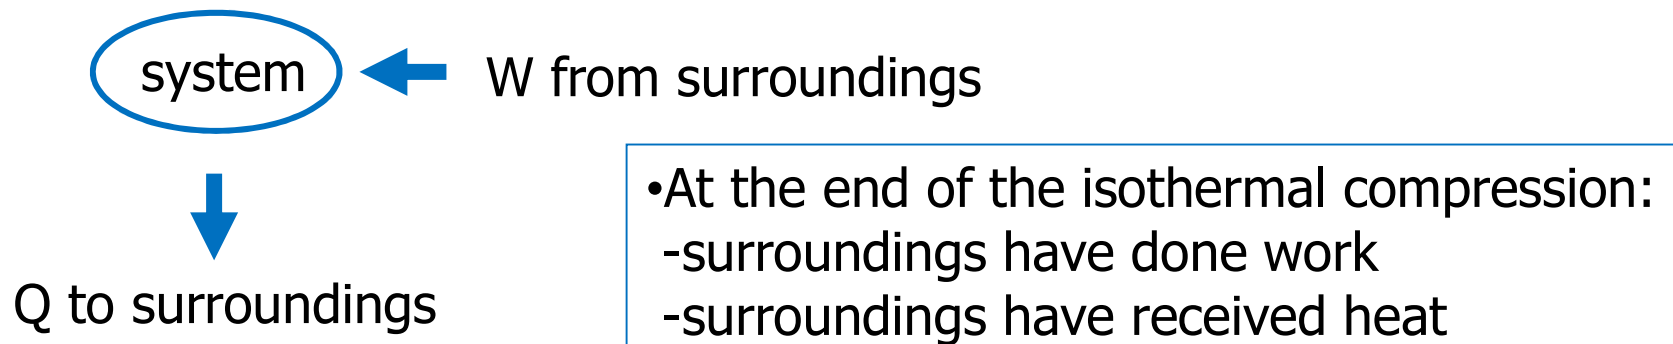 system
W from surroundings
Q to surroundings
•At the end of the isothermal compression:
-surroundings have done work
-surroundings have received heat